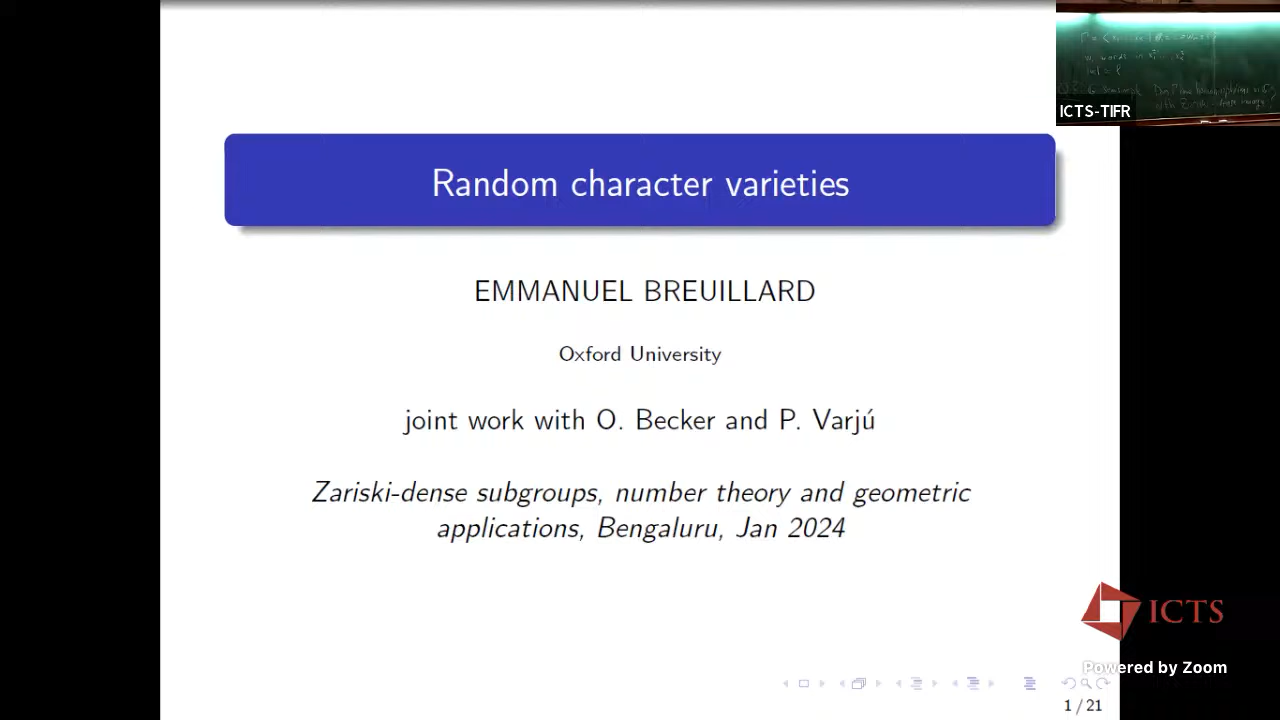 Random character varieties
EMMANUEL BREUILLARD
Oxford University
joint work with O. Becker and P. Varjú
Zariski-dense subgroups, number theory and geometric
applications, Bengaluru, Jan 2024
ICTS-TIFR
ICTS
Powered by Zoom
1 / 21